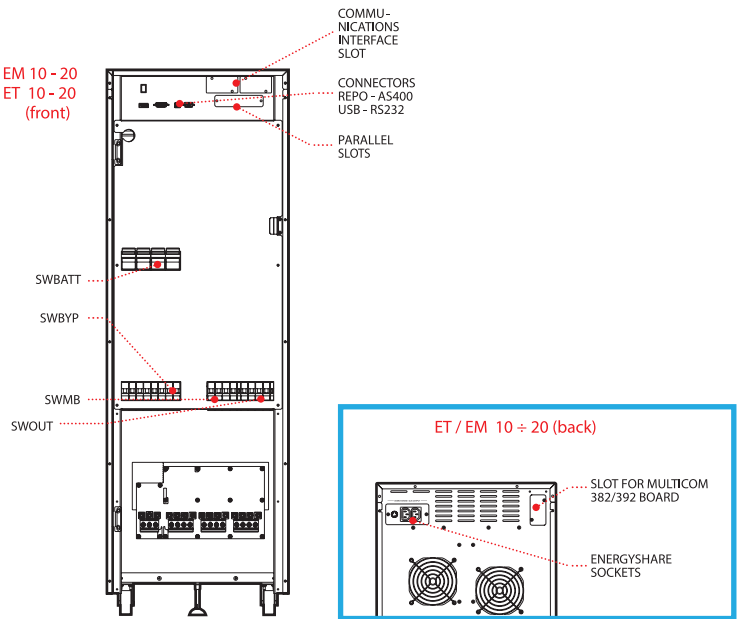 COMMU-
NICATIONS
INTERFACE
SLOT
EM 10 - 20
ET 10 - 20
(front)
CONNECTORS
REPO - AS400
USB - RS232
PARALLEL
SLOTS
SWBATT
SWBYP
SWMB
SWOUT
ET / EM 10 ÷ 20 (back)
SLOT FOR MULTICOM
382/392 BOARD
ENERGYSHARE
SOCKETS